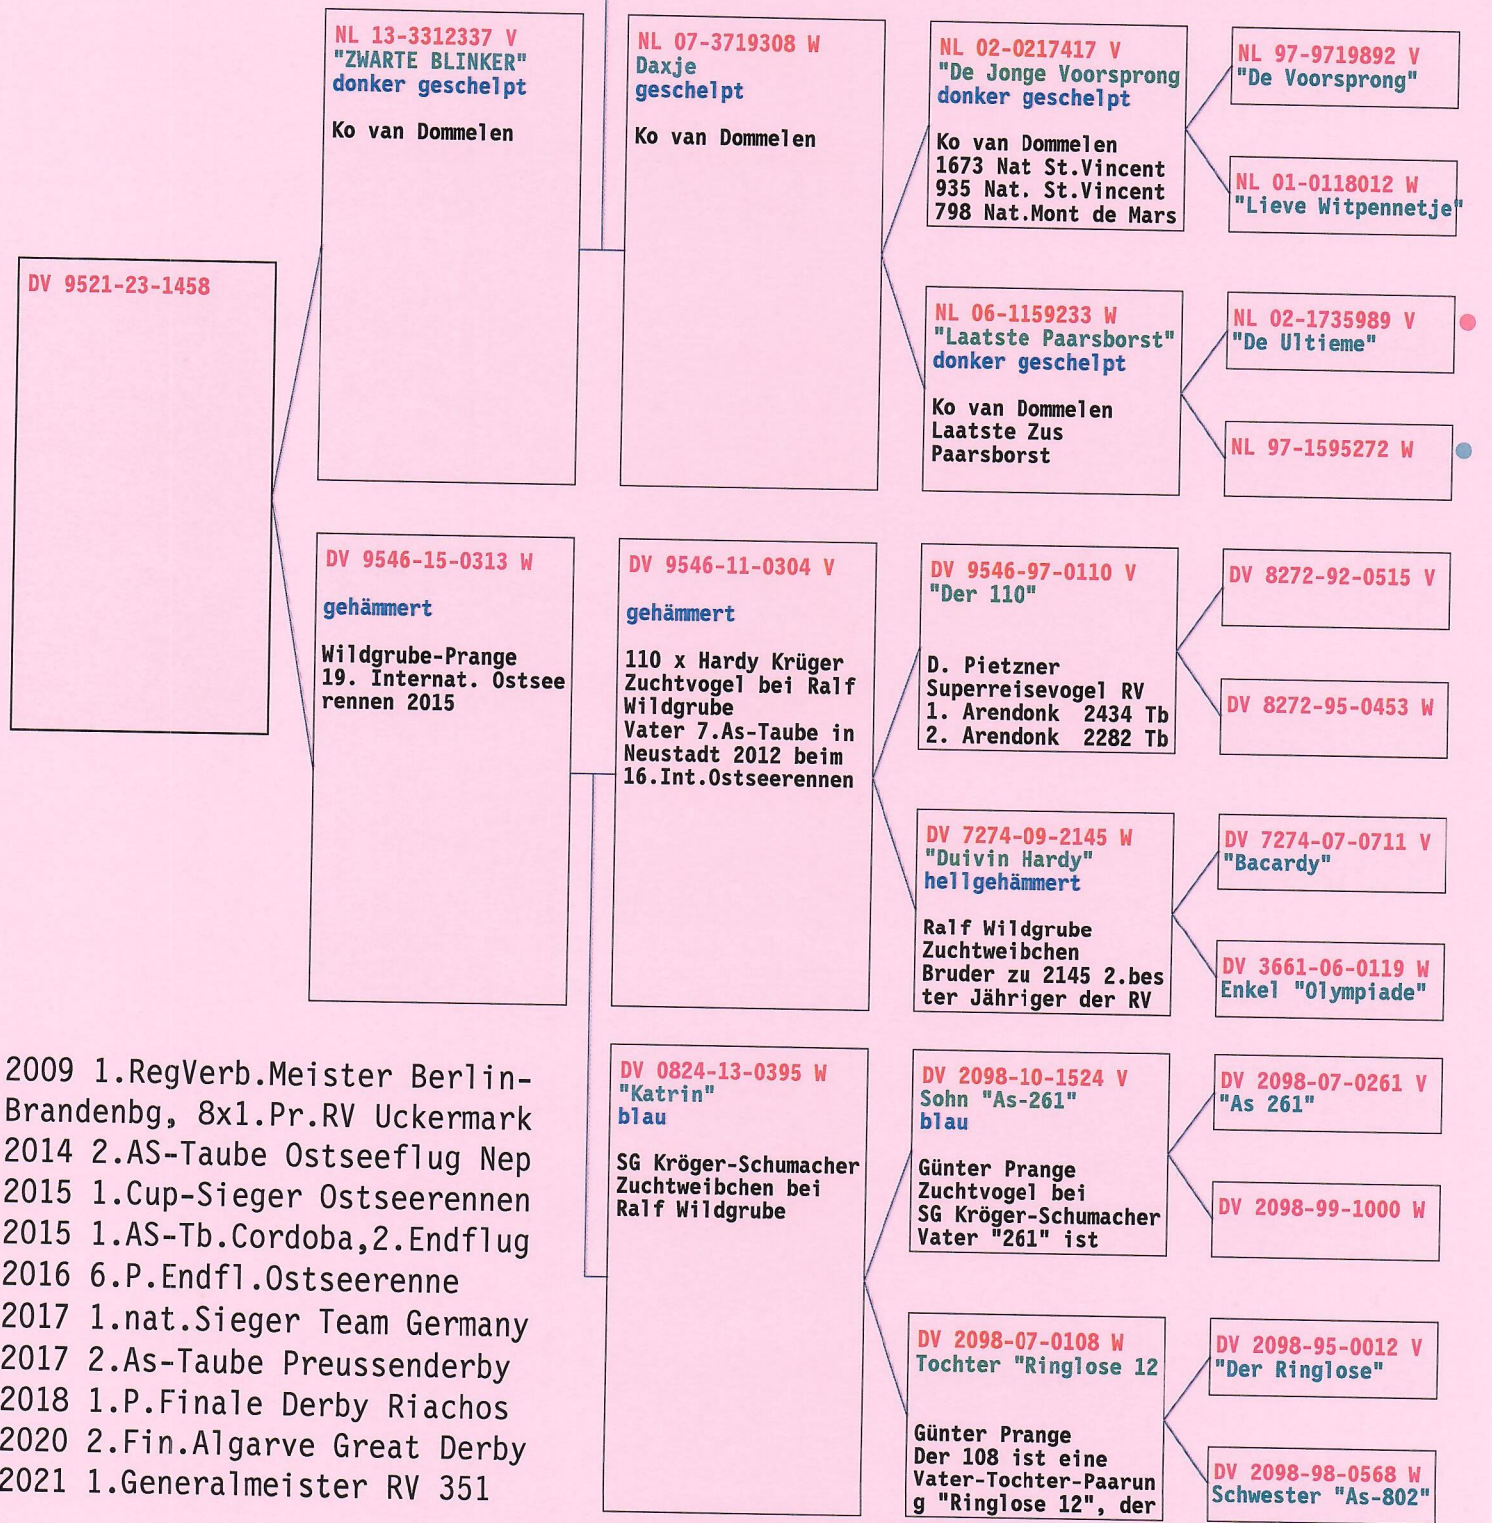 DV 9521-23-1458
NL 13-3312337 V
"ZWARTE BLINKER"
donker geschelpt
Ko van Dommelen
DV 9546-15-0313 W
gehämmert
Wildgrube-Prange
19. Internat. Ostsee
rennen 2015
NL 07-3719308 W
Daxje
geschelpt
Ko van Dommelen
DV 9546-11-0304 V
gehämmert
110 x Hardy Krüger
Zuchtvogel bei Ralf
Wildgrube
Vater 7.As-Taube in
Neustadt 2012 beim
16.Int.Ostseerennen
DV 0824-13-0395 W
"Katrin"
blau
SG Kröger-Schumacher
Zuchtweibchen bei
Ralf Wildgrube
NL 02-0217417 V
"De Jonge Voorsprong
donker geschelpt
Ko van Dommelen
1673 Nat St.Vincent
935 Nat. St.Vincent
798 Nat.Mont de Mars
NL 06-1159233 W
"Laatste Paarsborst"
donker geschelpt
Ko van Dommelen
Laatste Zus
Paarsborst
DV 9546-97-0110 V
"Der 110"
D. Pietzner
Superreisevogel RV
1. Arendonk 2434 Tb
2. Arendonk 2282 Tb
DV 7274-09-2145 W
"Duivin Hardy"
hellgehämmert
Ralf Wildgrube
Zuchtweibchen
Bruder zu 2145 2.bes
ter Jähriger der RV
DV 2098-10-1524 V
Sohn "As-261"
blau
Günter Prange
Zuchtvogel bei
SG Kröger-Schumacher
Vater "261" ist
DV 2098-07-0108 W
Tochter "Ringlose 12
Günter Prange
Der 108 ist eine
Vater-Tochter-Paarun
g "Ringlose 12", der
NL 97-9719892 V
"De Voorsprong"
NL 01-0118012 W
"Lieve Witpennetje"
NL 02-1735989 V
"De Ultieme"
NL 97-1595272 W
DV 8272-92-0515 V
DV 8272-95-0453 W
DV 7274-07-0711 V
"Bacardy"
DV 3661-06-0119 W
Enkel "Olympiade"
DV 2098-07-0261 V
"As 261"
DV 2098-99-1000 W
DV 2098-95-0012 V
"Der Ringlose"
DV 2098-98-0568 W
Schwester "As-802"
2009 1.RegVerb.Meister Berlin-
Brandenbg, 8x1.Pr.RV Uckermark
2014 2.AS-Taube Ostseeflug Nep
2015 1.Cup-Sieger Ostseerennen
2015 1.AS-Tb.Cordoba,2.Endflug
2016 6.P.Endfl.Ostseerenne
2017 1.nat.Sieger Team Germany
2017 2.As-Taube Preussenderby
2018 1.P.Finale Derby Riachos
2020 2.Fin.Algarve Great Derby
2021 1.Generalmeister RV 351